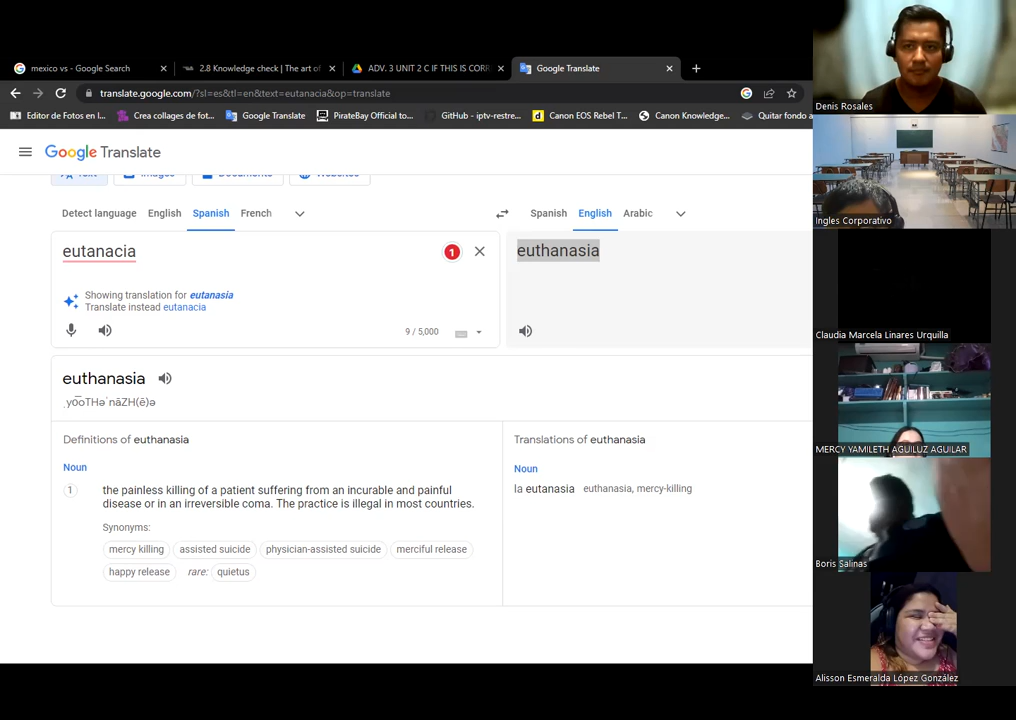 mexico vs - Google Search
2.8 Knowledge check | The art of
ADV. 3 UNIT 2 C IF THIS IS CORR
Google Translate
translate.google.com/?sl=es&tl=en&text=eutanacia&op=translate
Editor de Fotos en l...
Crea collages de fot...
Google Translate
PirateBay Official to...
GitHub - iptv-restre...
Canon EOS Rebel T...
Canon Knowledge...
Quitar fondo a
Google Translate
Text
Images
Documents
Websites
Detect language
English
Spanish
French
Spanish
English
Arabic
eutanacia
1
euthanasia
Showing translation for eutanasia
Translate instead eutanacia
9 / 5,000
euthanasia
ˌyo͞oTHəˈnāZH(ē)ə
Definitions of euthanasia
Noun
1
the painless killing of a patient suffering from an incurable and painful
disease or in an irreversible coma. The practice is illegal in most countries.
Synonyms:
mercy killing
assisted suicide
physician-assisted suicide
merciful release
happy release
rare:
quietus
Translations of euthanasia
Noun
la eutanasia
euthanasia, mercy-killing
Denis Rosales
Ingles Corporativo
Claudia Marcela Linares Urquilla
MERCY YAMILETH AGUILUZ AGUILAR
Boris Salinas
Alisson Esmeralda López González